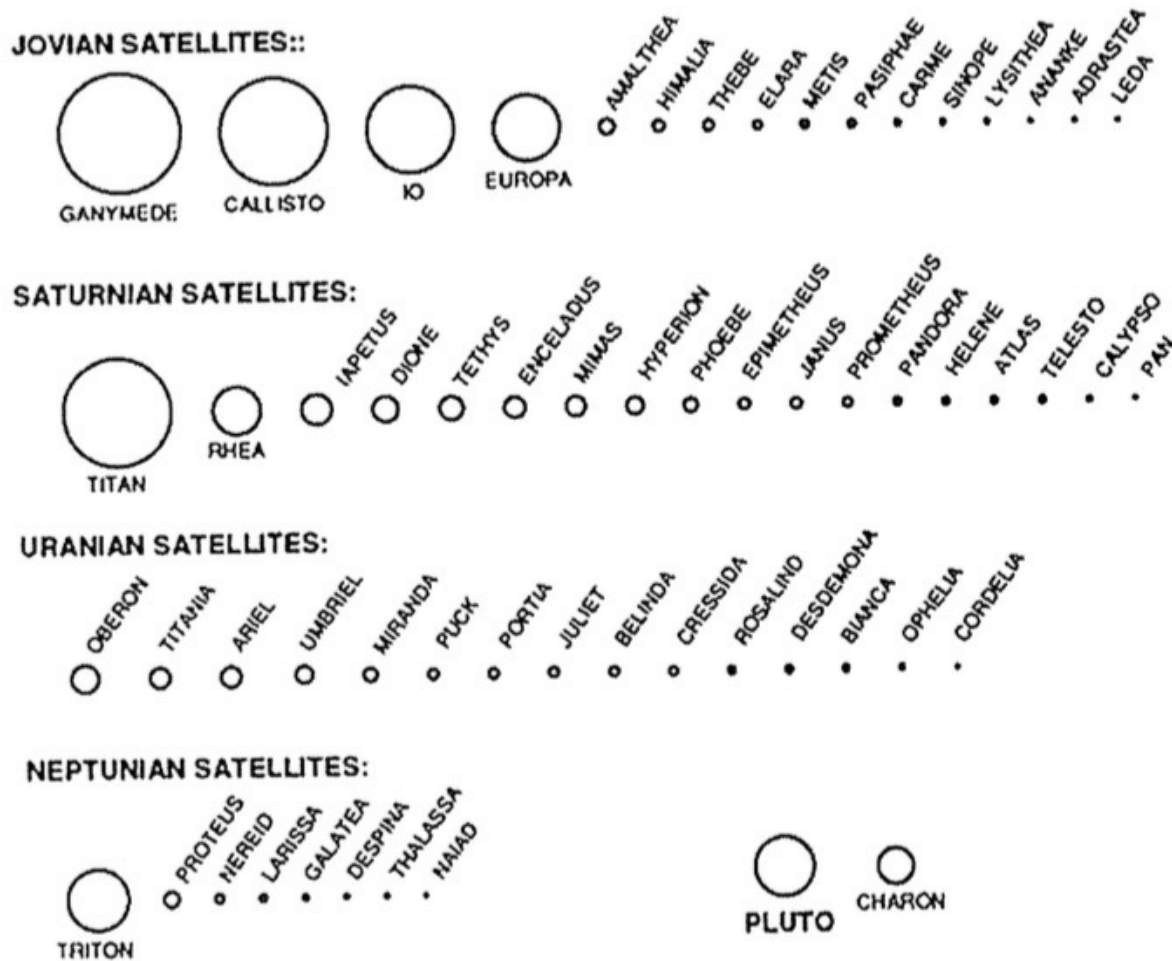 JOVIAN SATELLITES::
AMALTHEA
HIMALIA
THEBE
ELARA
METIS
PASIPHAE
CARME
SINOPE
LYSITHEA
ANANKE
ADRASTEA
LEDA
GANYMEDE
CALLISTO
IO
EUROPA
SATURNIAN SATELLITES:
IAPETUS
DIONE
TETHYS
ENCELADUS
MIMAS
HYPERION
PHOEBE
EPIMETHEUS
JANUS
PROMETHEUS
PANDORA
HELENE
ATLAS
TELESTO
CALYPSO
PAN
TITAN
RHEA
URANIAN SATELLITES:
OBERON
TITANIA
ARIEL
UMBRIEL
MIRANDA
PUCK
PORTIA
JULIET
BELINDA
CRESSIDA
ROSALIND
DESDEMONA
BIANCA
OPHELIA
CORDELIA
NEPTUNIAN SATELLITES:
PROTEUS
NEREID
LARISSA
GALATEA
DESPINA
THALASSA
NAIAD
TRITON
PLUTO
CHARON